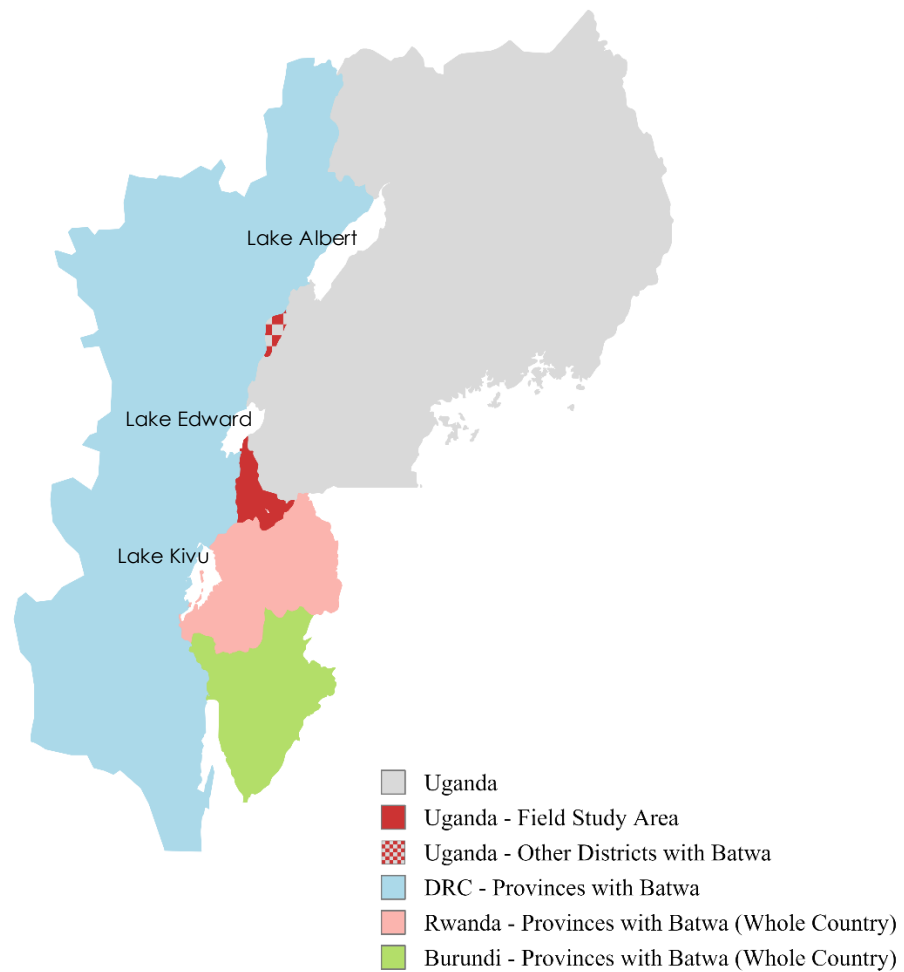 Lake Albert
Lake Edward
Lake Kivu
Uganda
Uganda - Field Study Area
Uganda - Other Districts with Batwa
DRC - Provinces with Batwa
Rwanda - Provinces with Batwa (Whole Country)
Burundi - Provinces with Batwa (Whole Country)